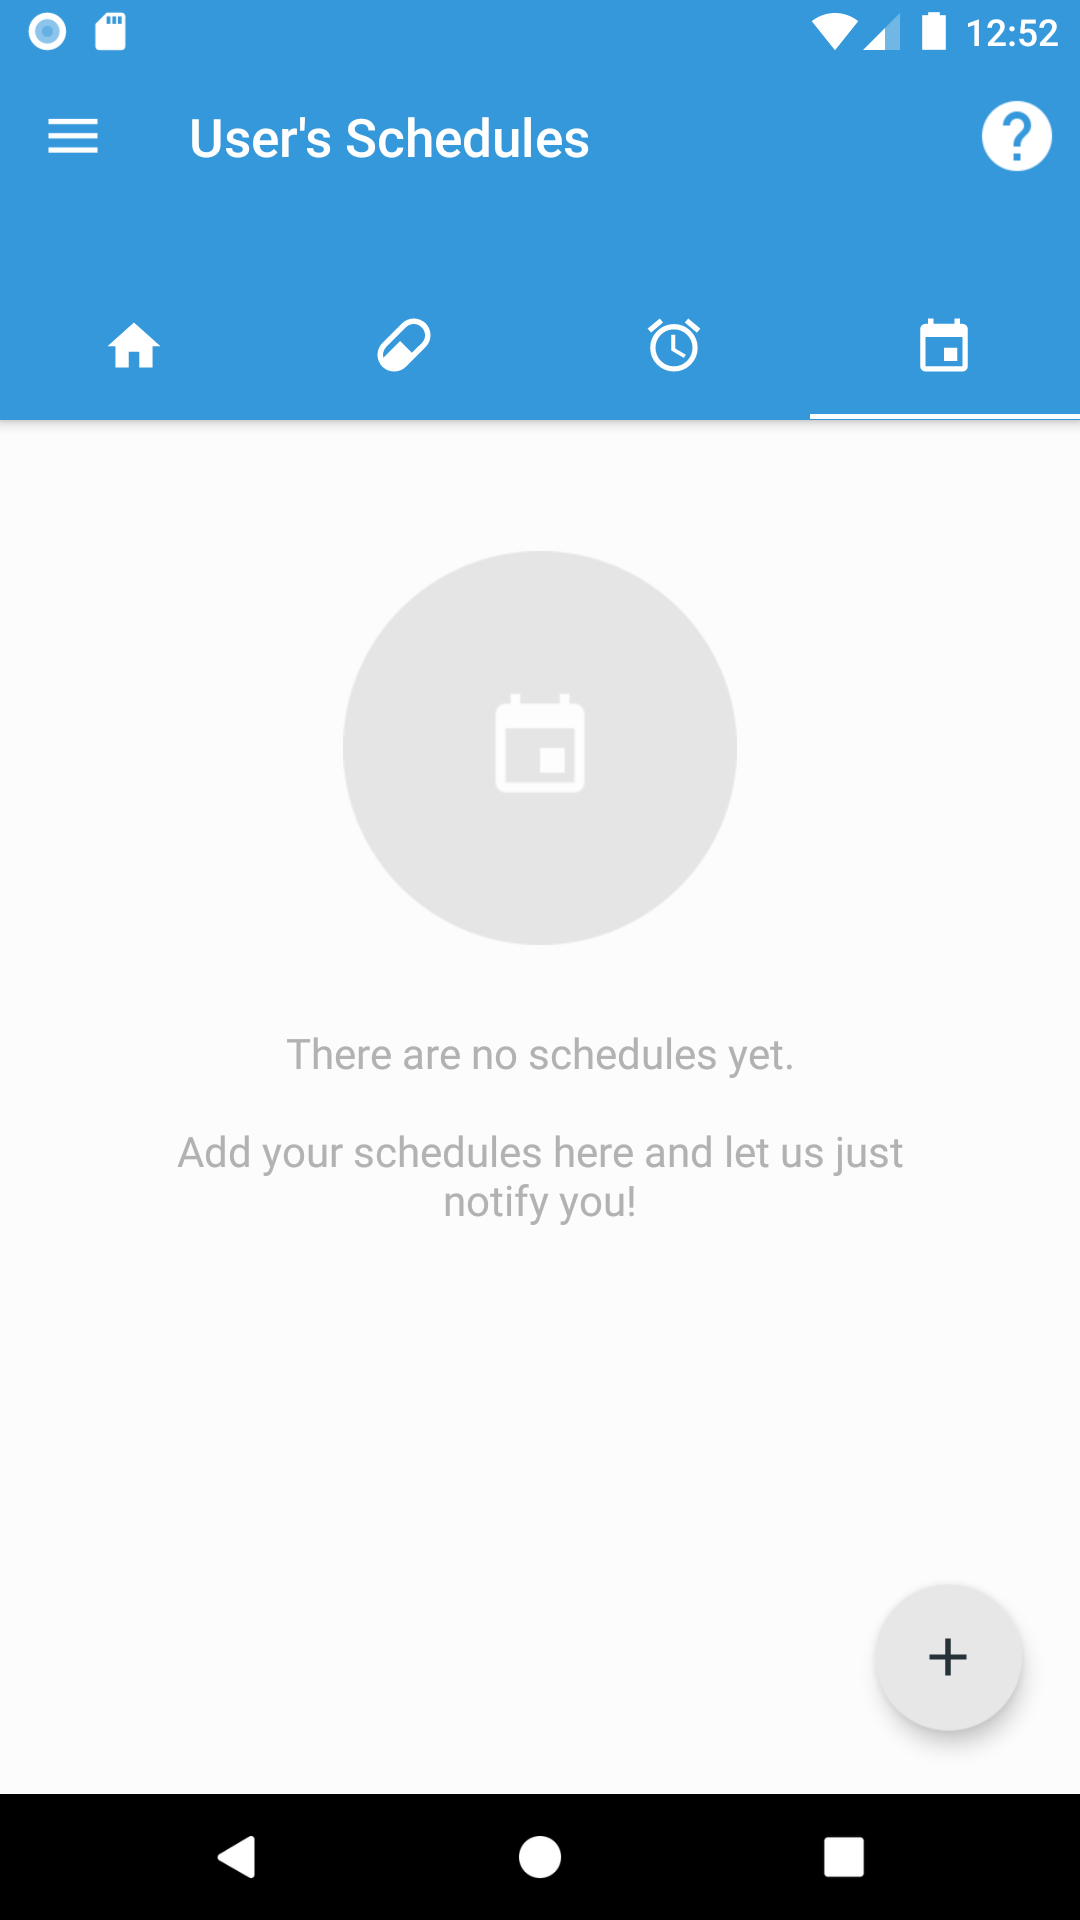 12:52
User's Schedules
There are no schedules yet.
Add your schedules here and let us just
notify you!